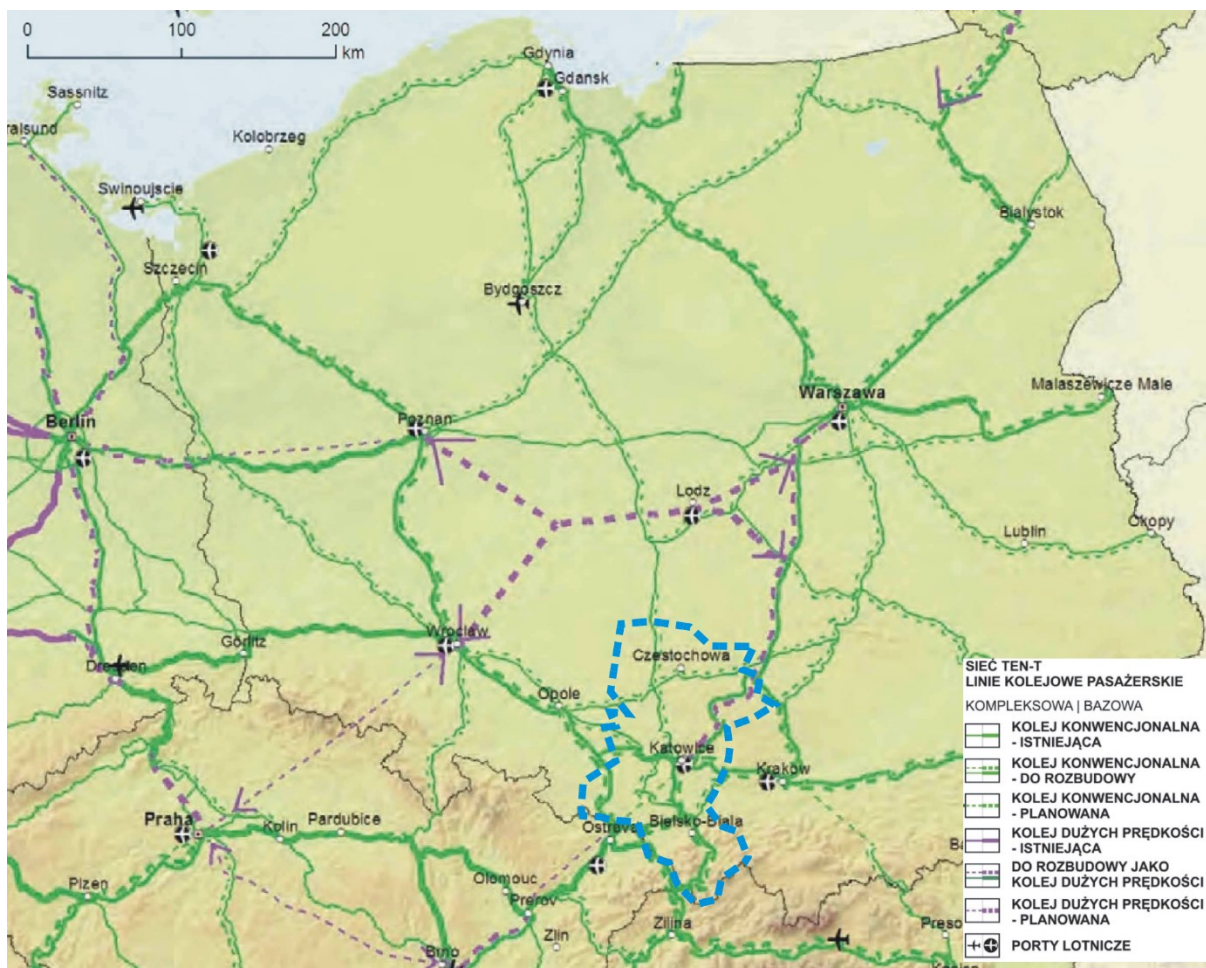 0 100 200
km
Gdynia
Gdansk
Sassnitz
ralsund
Kolobrzeg
Swinoujscie
Bialystok
Szczecin
Bydgoszcz
Warszawa
Malaszewicze Male
Berlin
Poznan
Lodz
Lublin
Okopy
Görlitz
Wroclaw
Dresden
Czestochowa
Opole
Katowice
Kraków
Praha
Kolin
Pardubice
Ostrava
Bielsko-Biala
Plzen
Olomouc
Prerov
Zlin
Zilina
Brno
Preso
SIEĆ TEN-T
LINIE KOLEJOWE PASAŻERSKIE
KOMPLEKSOWA | BAZOWA
KOLEJ KONWENCJONALNA
- ISTNIEJĄCA
KOLEJ KONWENCJONALNA
- DO ROZBUDOWY
KOLEJ KONWENCJONALNA
- PLANOWANA
KOLEJ DUŻYCH PRĘDKOŚCI
- ISTNIEJĄCA
DO ROZBUDOWY JAKO
KOLEJ DUŻYCH PRĘDKOŚCI
KOLEJ DUŻYCH PRĘDKOŚCI
- PLANOWANA
PORTY LOTNICZE